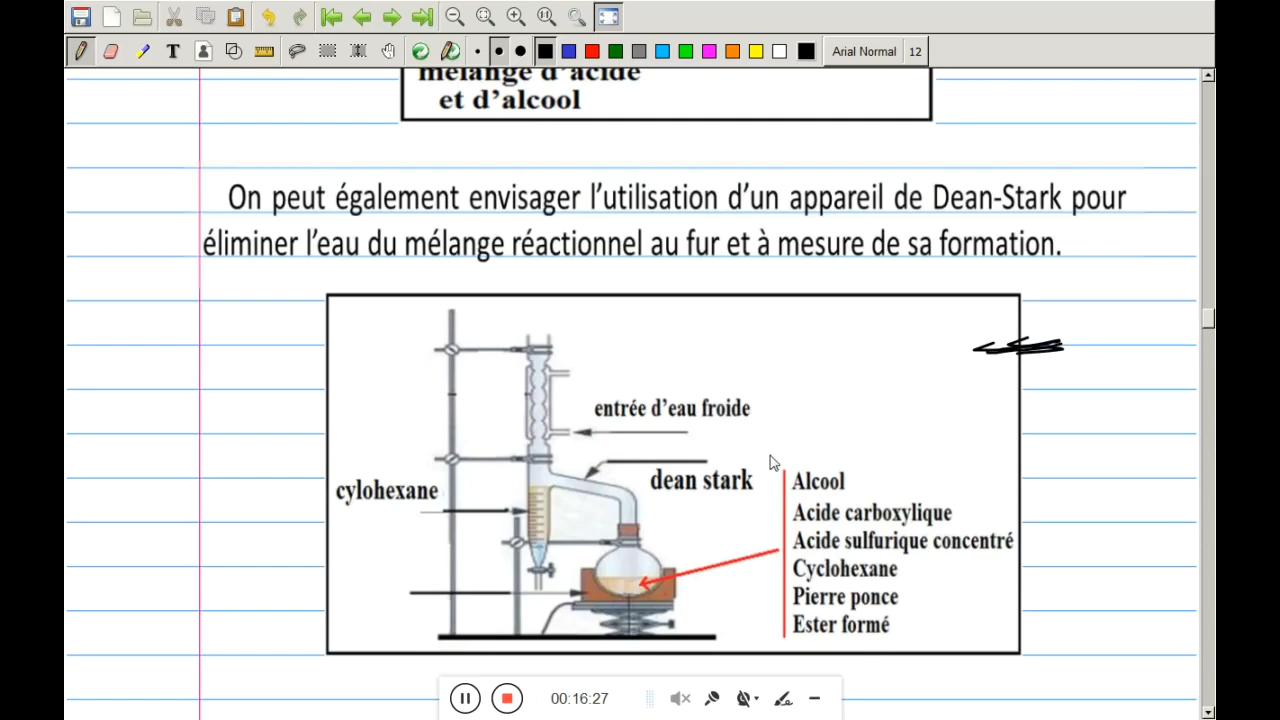 T
Arial Normal 12
mélange d'acide
et d'alcool
On peut également envisager l'utilisation d'un appareil de Dean-Stark pour
éliminer l'eau du mélange réactionnel au fur et à mesure de sa formation.
entrée d'eau froide
dean stark
cylohexane
Alcool
Acide carboxylique
Acide sulfurique concentré
Cyclohexane
Pierre ponce
Ester formé
00:16:27